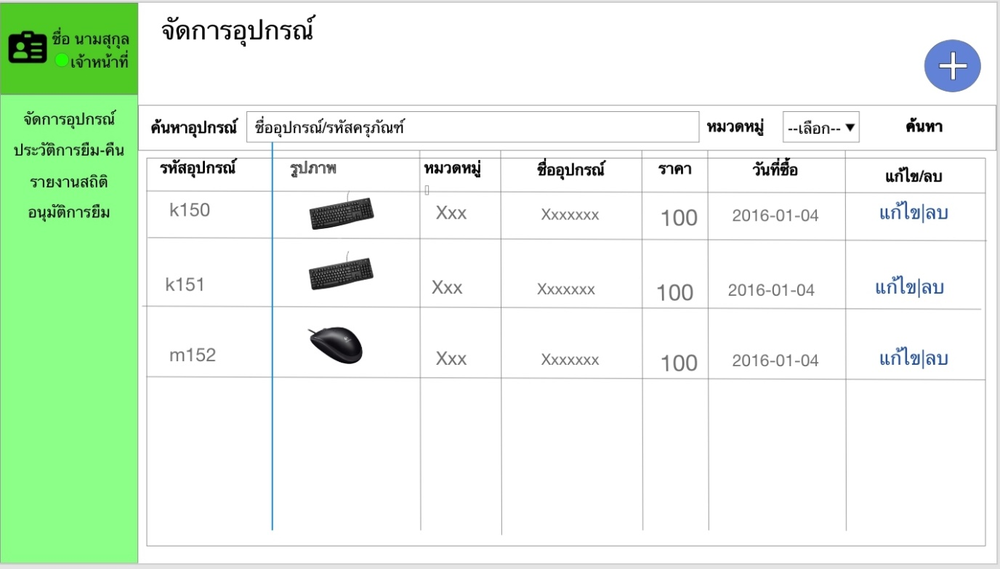 ชื่อ นามสุกุล
เจ้าหน้าที่
จัดการอุปกรณ์
ประวัติการยืม-คืน
รายงานสถิติ
อนุมัติการยืม
จัดการอุปกรณ์
ค้นหาอุปกรณ์ ชื่ออุปกรณ์/รหัสครุภัณฑ์ หมวดหมู่ --เลือก-- ค้นหา
รหัสอุปกรณ์ รูปภาพ หมวดหมู่ ชื่ออุปกรณ์ ราคา วันที่ซื้อ แก้ไข/ลบ
k150 Xxx Xxxxxxx 100 2016-01-04 แก้ไข|ลบ
k151 Xxx Xxxxxxx 100 2016-01-04 แก้ไข|ลบ
m152 Xxx Xxxxxxx 100 2016-01-04 แก้ไข|ลบ